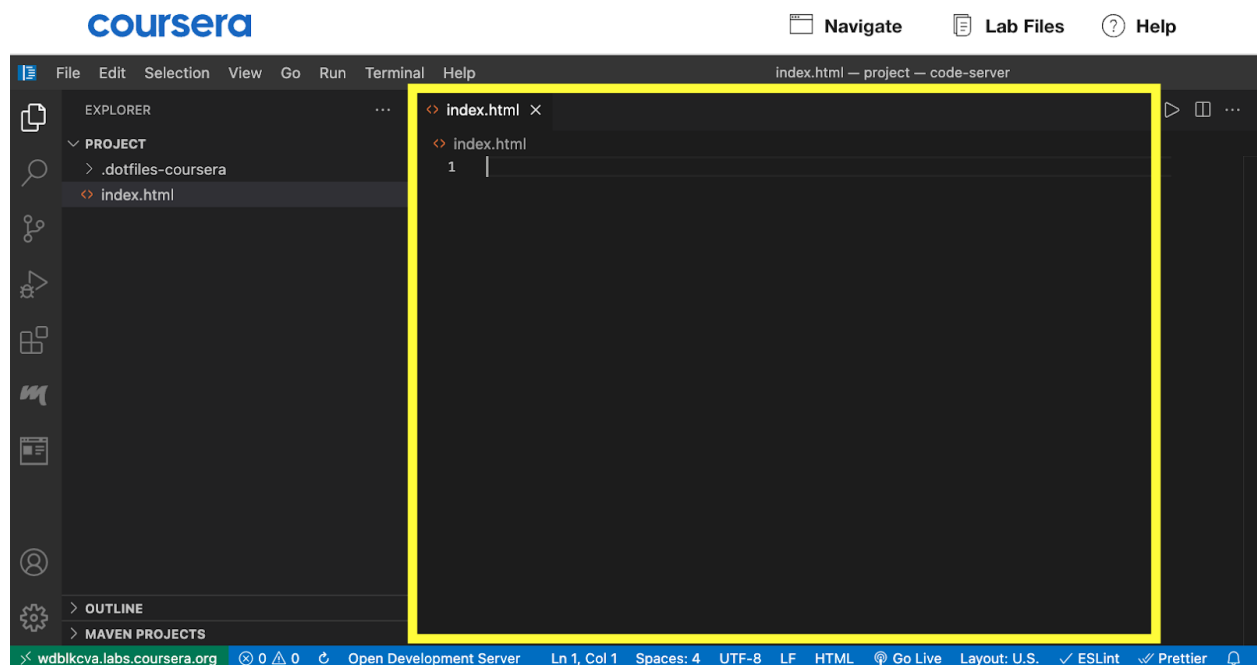 coursera
Navigate Lab Files Help
File Edit Selection View Go Run Terminal Help index.html — project — code-server
EXPLORER ··· index.html
PROJECT index.html
.dotfiles-coursera 1
index.html
OUTLINE
MAVEN PROJECTS
wdblkcva.labs.coursera.org 0 0 Open Development Server Ln 1, Col 1 Spaces: 4 UTF-8 LF HTML Go Live Layout: U.S. ESLint Prettier